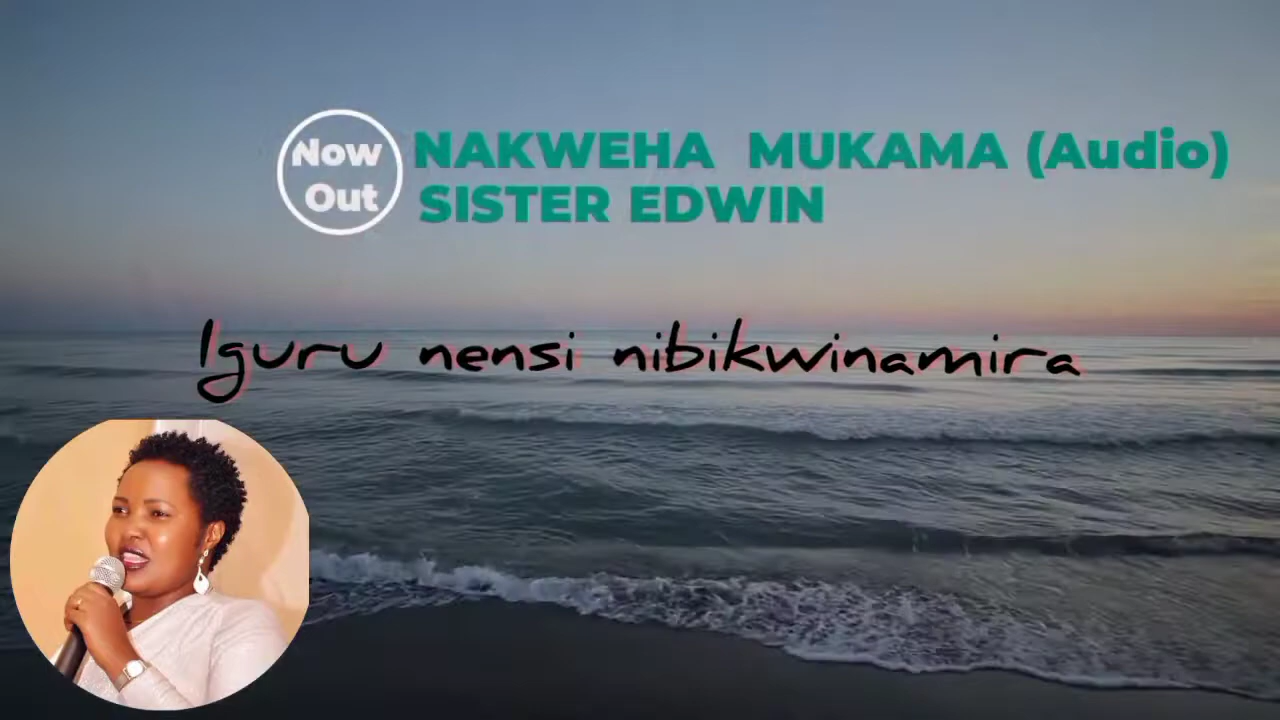 Now
Out
NAKWEHA MUKAMA (Audio)
SISTER EDWIN
Iguru nensi nibikwinamira